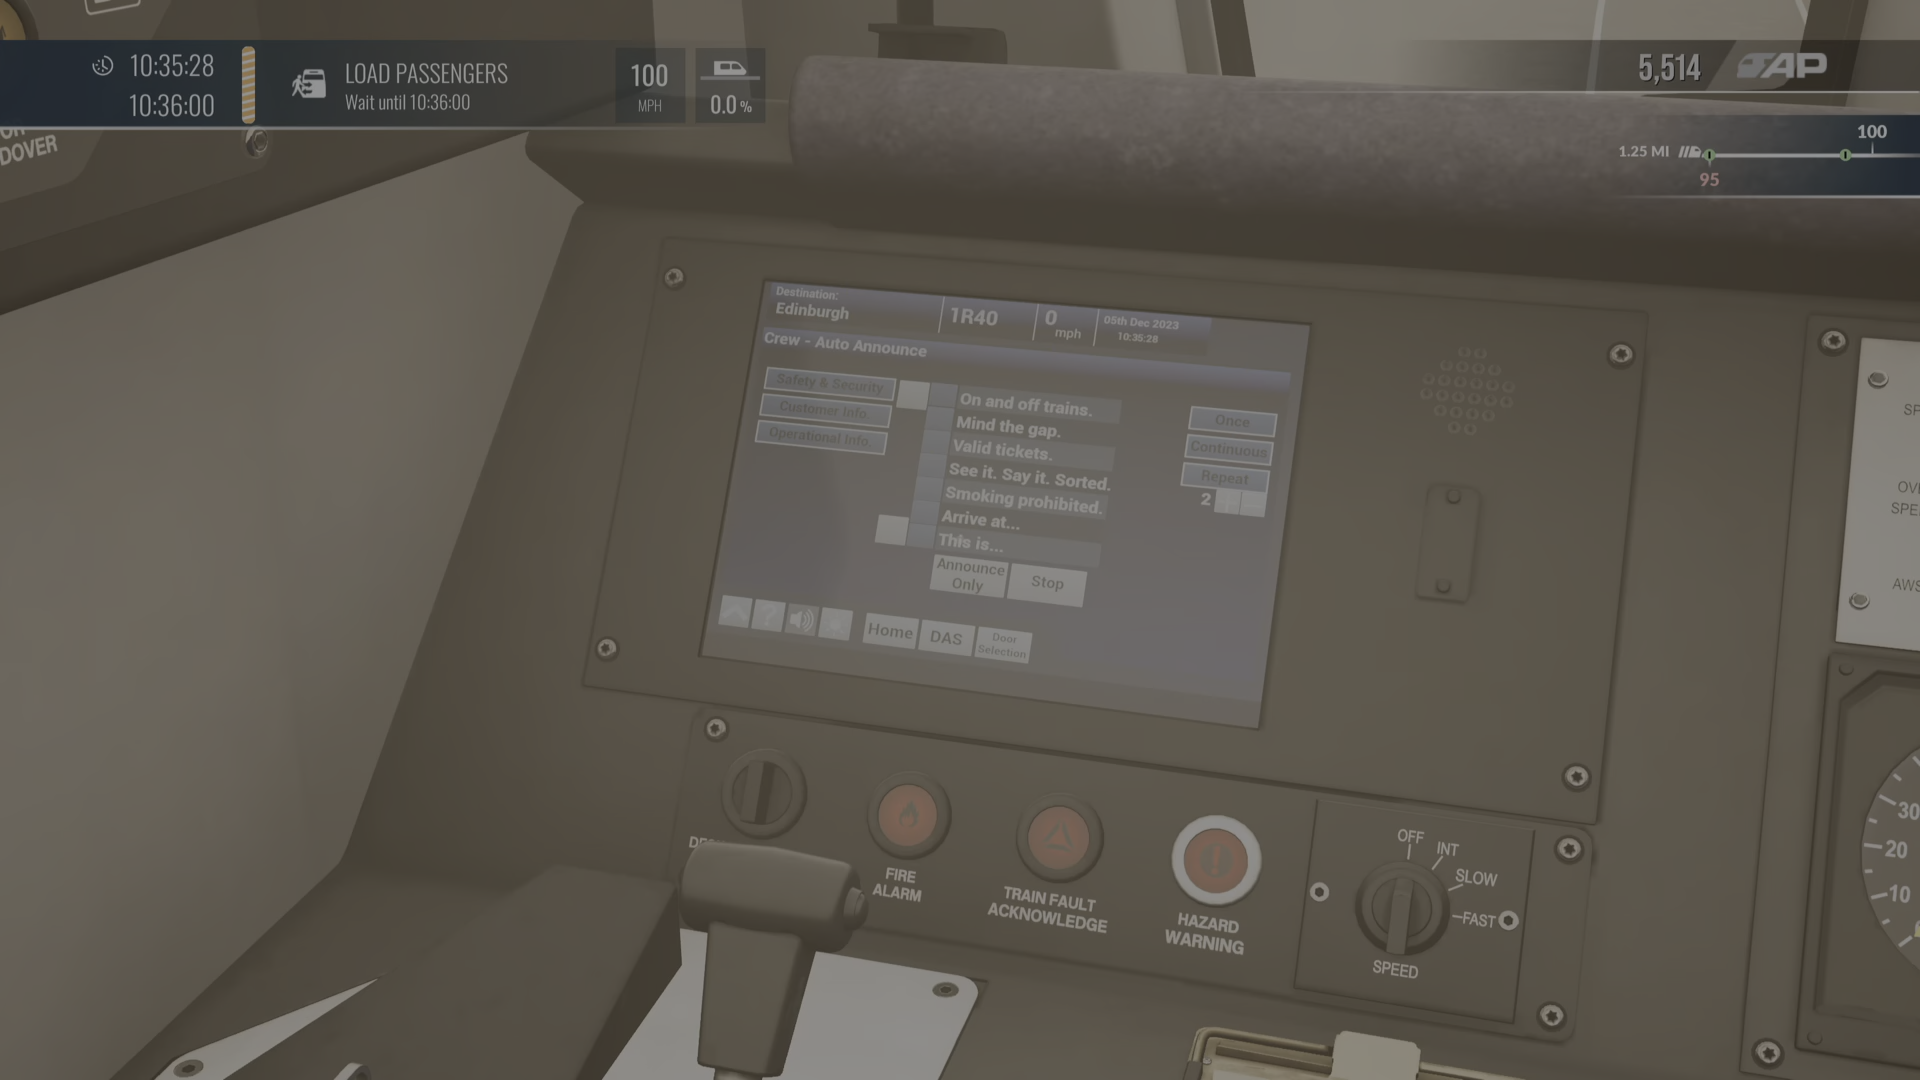 10:35:28
10:36:00
LOAD PASSENGERS
Wait until 10:36:00
100
MPH
0.0 %
5,514
AP
1.25 MI
100
95
DOVER
Destination:
Edinburgh
1R40
0
mph
05th Dec 2023
10:35:28
Crew - Auto Announce
Safety & Security
Customer Info.
Operational Info.
On and off trains.
Mind the gap.
Valid tickets.
See it. Say it. Sorted.
Smoking prohibited.
Arrive at...
This is...
Once
Continuous
Repeat
2
Announce
Only
Stop
?
Home
DAS
Door
Selection
FIRE
ALARM
TRAIN FAULT
ACKNOWLEDGE
HAZARD
WARNING
OFF
INT
SLOW
FAST
SPEED
AWS
30
20
10